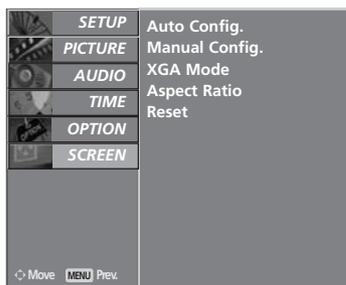 SETUP
PICTURE
AUDIO
TIME
OPTION
SCREEN
Auto Config.
Manual Config.
XGA Mode
Aspect Ratio
Reset
Move MENU Prev.